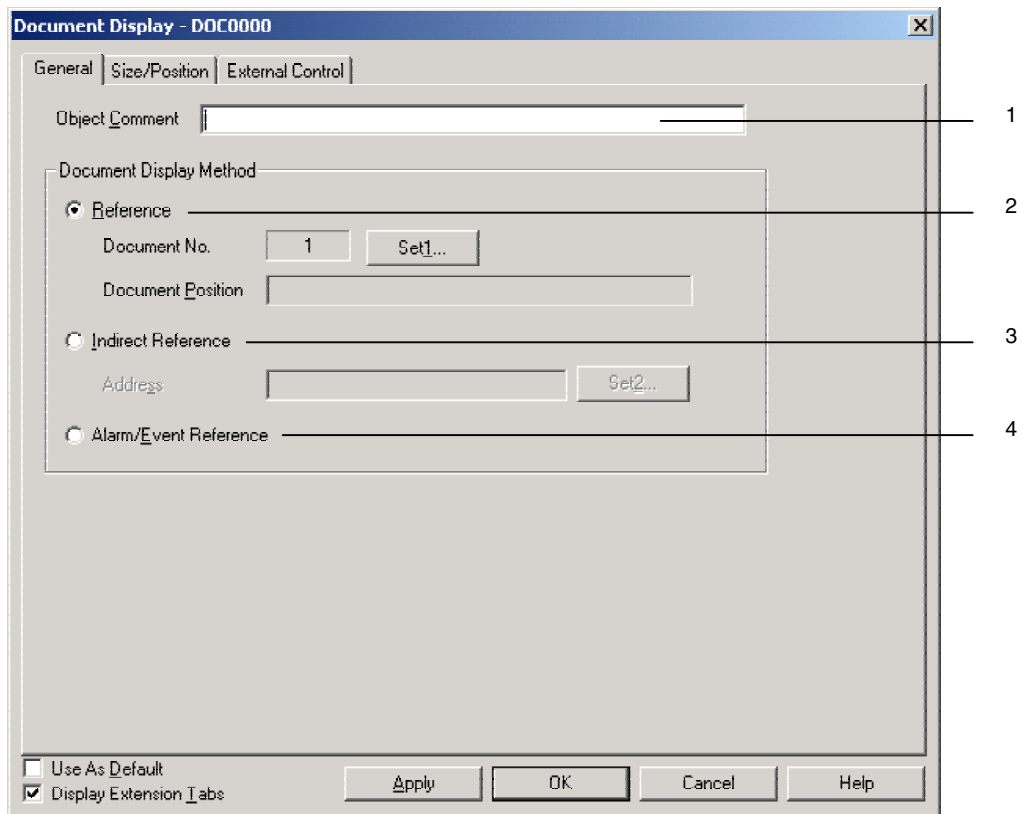 Document Display - DOC0000
General Size/Position External Control
Object Comment 1
Document Display Method
Reference 2
Document No. 1 Set1...
Document Position
Indirect Reference 3
Address Set2...
Alarm/Event Reference 4
Use As Default
Display Extension Tabs
Apply OK Cancel Help